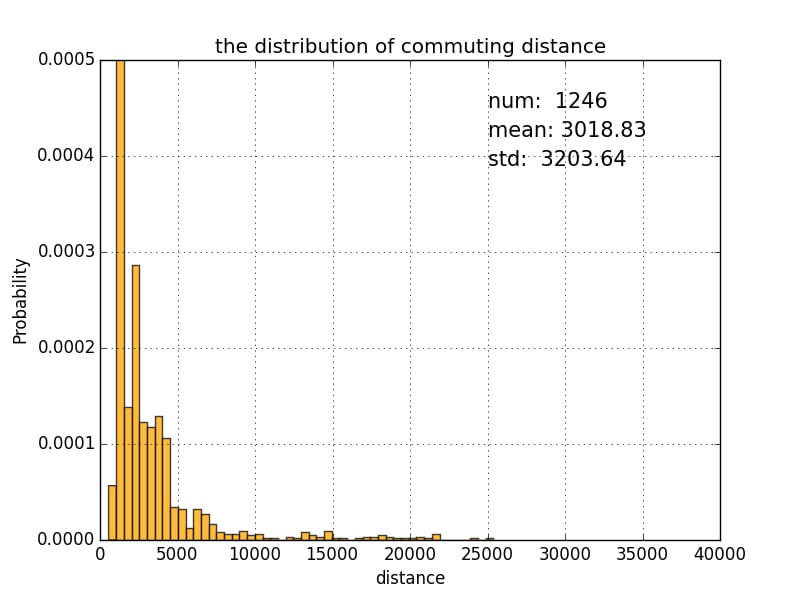 the distribution of commuting distance
0.0005
num:  1246
mean: 3018.83
0.0004
std:  3203.64
0.0003
Probability
0.0002
0.0001
0.0000
0 5000 10000 15000 20000 25000 30000 35000 40000
distance